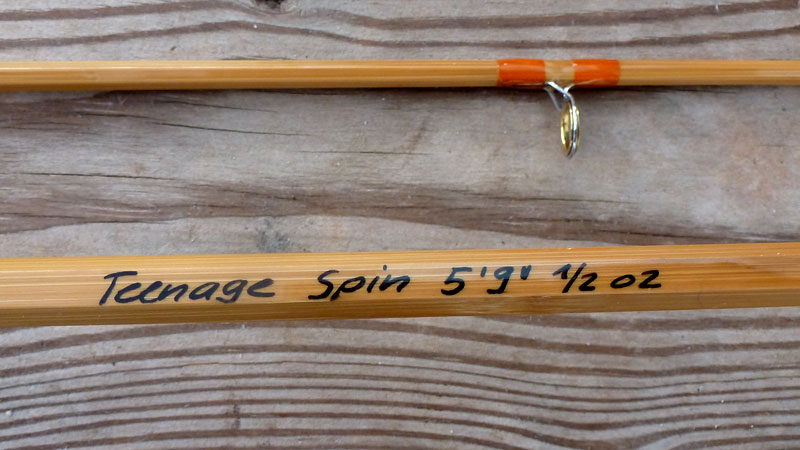 Teenage Spin 5'9" 1/2 oz